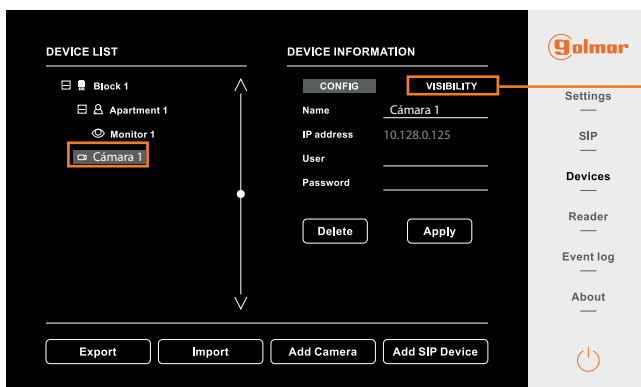 DEVICE LIST
Block 1
Apartment 1
Monitor 1
Cámara 1
DEVICE INFORMATION
CONFIG
VISIBILITY
Name Cámara 1
IP address 10.128.0.125
User
Password
Delete
Apply
Export
Import
Add Camera
Add SIP Device
golmar
Settings
SIP
Devices
Reader
Event log
About